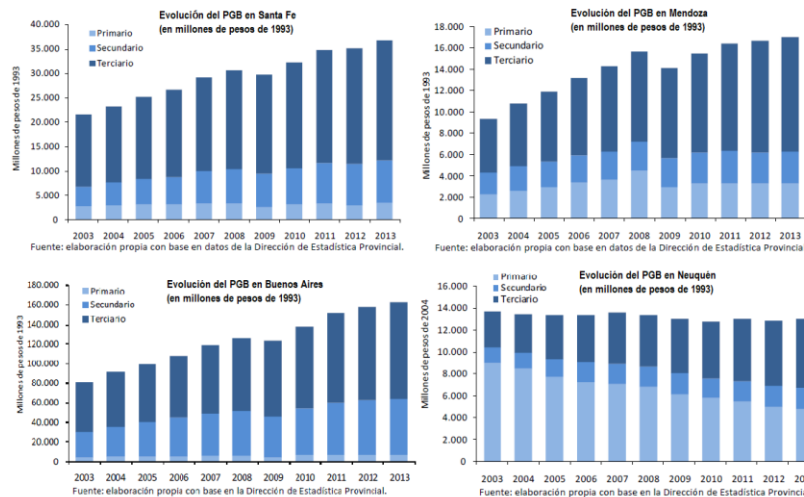 Evolución del PGB en Santa Fe
(en millones de pesos de 1993)
Millones de pesos de 1993
40.000
35.000
30.000
25.000
20.000
15.000
10.000
5.000
0
Primario
Secundario
Terciario
2003 2004 2005 2006 2007 2008 2009 2010 2011 2012 2013
Fuente: elaboración propia con base en datos de la Dirección de Estadística Provincial.
Evolución del PGB en Mendoza
(en millones de pesos de 1993)
Millones de pesos de 1993
18.000
16.000
14.000
12.000
10.000
8.000
6.000
4.000
2.000
0
Primario
Secundario
Terciario
2003 2004 2005 2006 2007 2008 2009 2010 2011 2012 2013
Fuente: elaboración propia con base en datos de la Dirección de Estadística Provincial
Evolución del PGB en Buenos Aires
(en millones de pesos de 1993)
Millones de pesos de 1993
180.000
160.000
140.000
120.000
100.000
80.000
60.000
40.000
20.000
0
Primario
Secundario
Terciario
2003 2004 2005 2006 2007 2008 2009 2010 2011 2012 2013
Fuente: elaboración propia con base en la Dirección de Estadística Provincial.
Evolución del PGB en Neuquén
(en millones de pesos de 1993)
Millones de pesos de 2004
16.000
14.000
12.000
10.000
8.000
6.000
4.000
2.000
0
Primario
Secundario
Terciario
2003 2004 2005 2006 2007 2008 2009 2010 2011 2012 2013
Fuente: elaboración propia con base en la Dirección de Estadística Provincial.